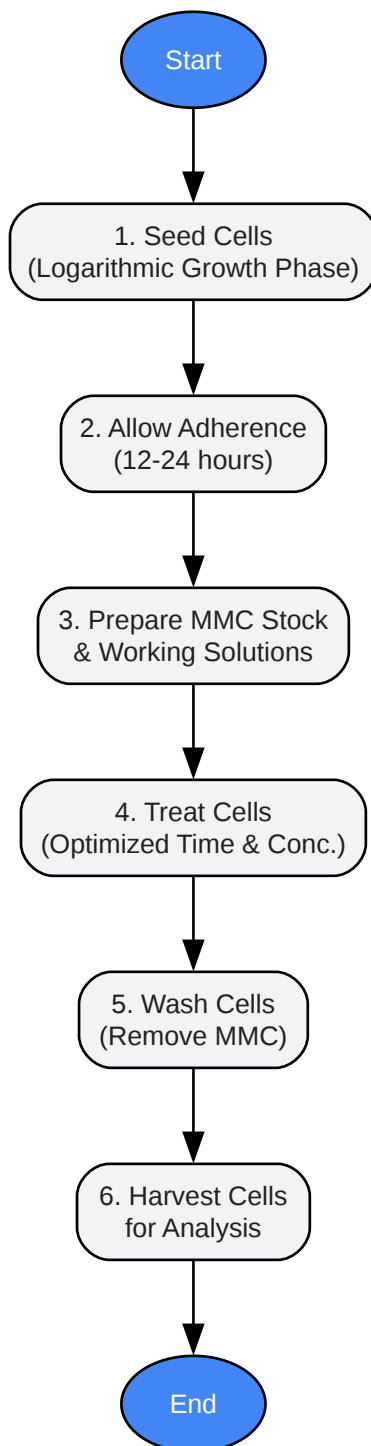 Start
1. Seed Cells
(Logarithmic Growth Phase)
2. Allow Adherence
(12-24 hours)
3. Prepare MMC Stock
& Working Solutions
4. Treat Cells
(Optimized Time & Conc.)
5. Wash Cells
(Remove MMC)
6. Harvest Cells
for Analysis
End